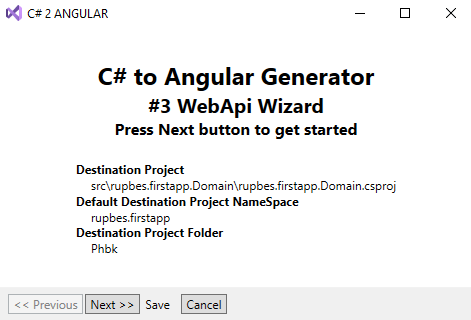 C# 2 ANGULAR
C# to Angular Generator
#3 WebApi Wizard
Press Next button to get started
Destination Project
src\rupbes.firstapp.Domain\rupbes.firstapp.Domain.csproj
Default Destination Project NameSpace
rupbes.firstapp
Destination Project Folder
Phbk
<< Previous Next >> Save Cancel